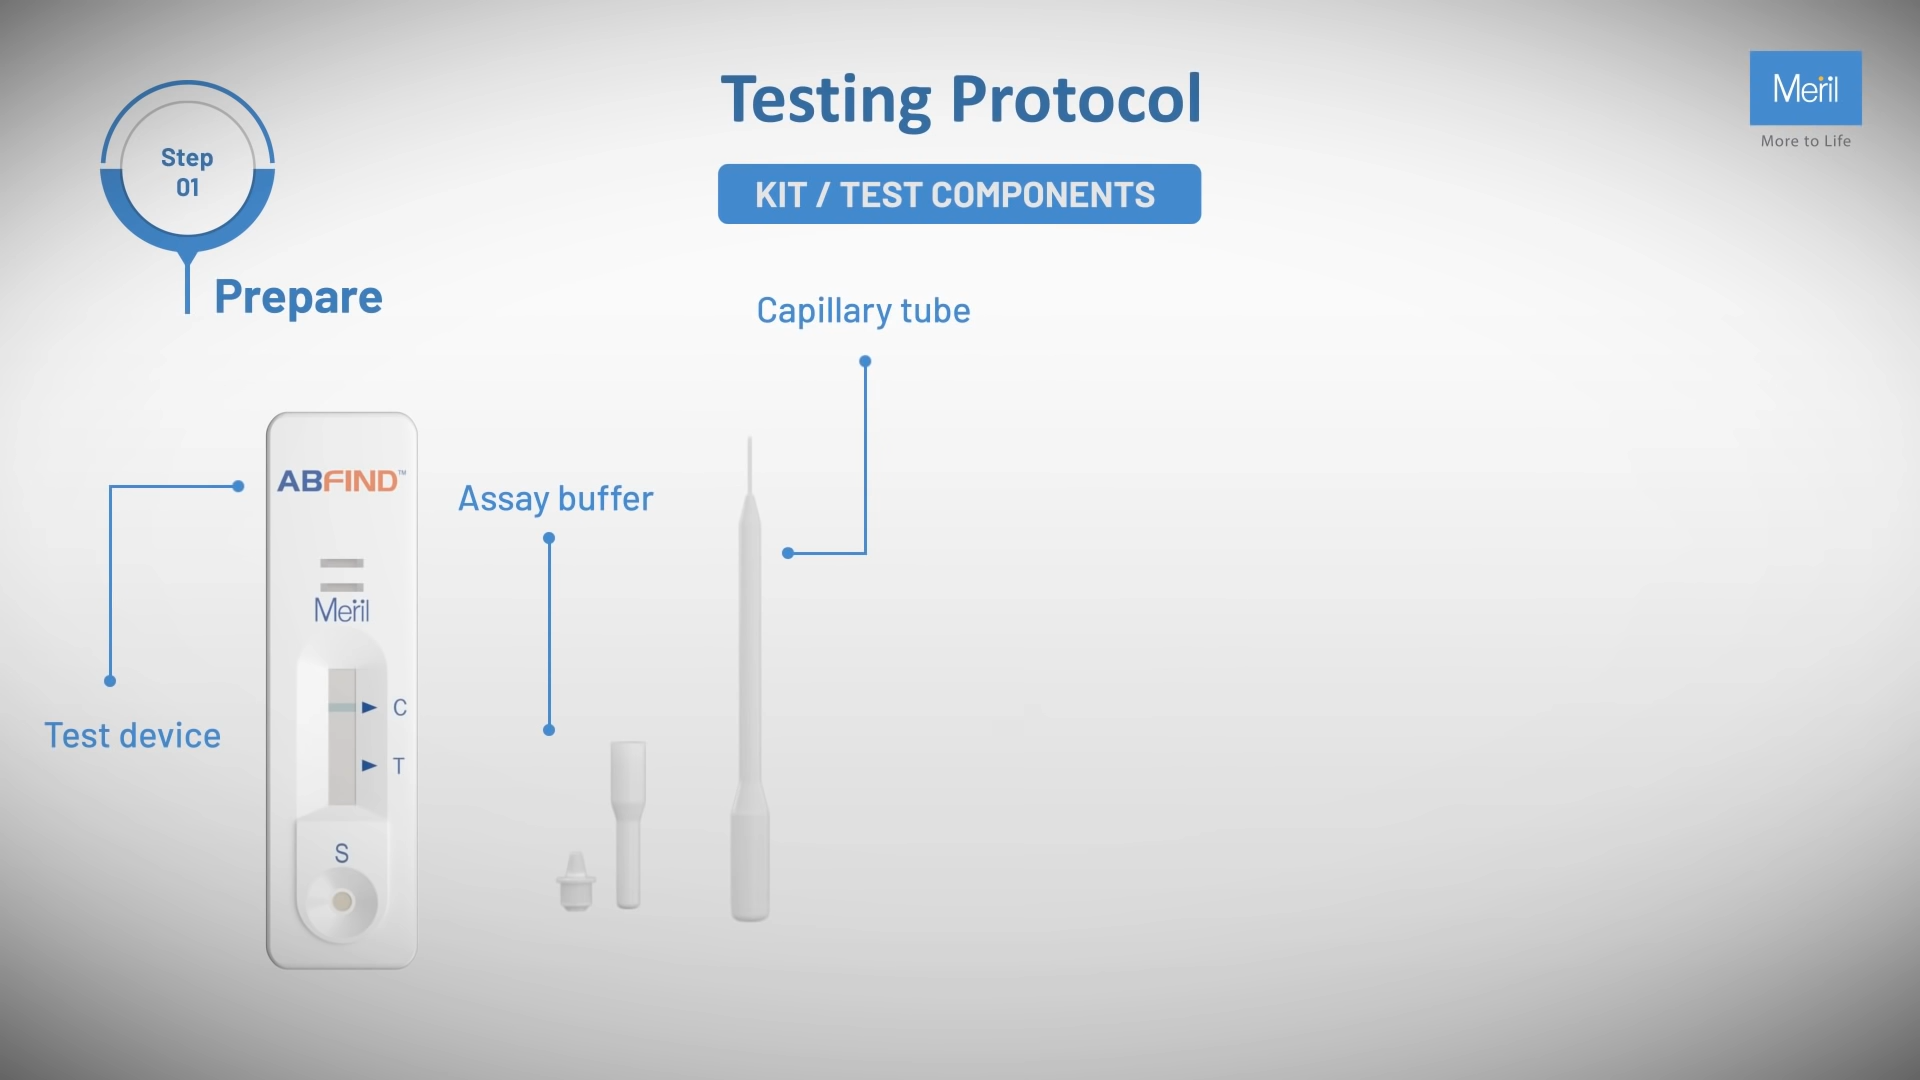 Step
01
Prepare
Testing Protocol
KIT / TEST COMPONENTS
Meril
More to Life
Capillary tube
Assay buffer
Test device
ABFIND™
Meril
C
T
S